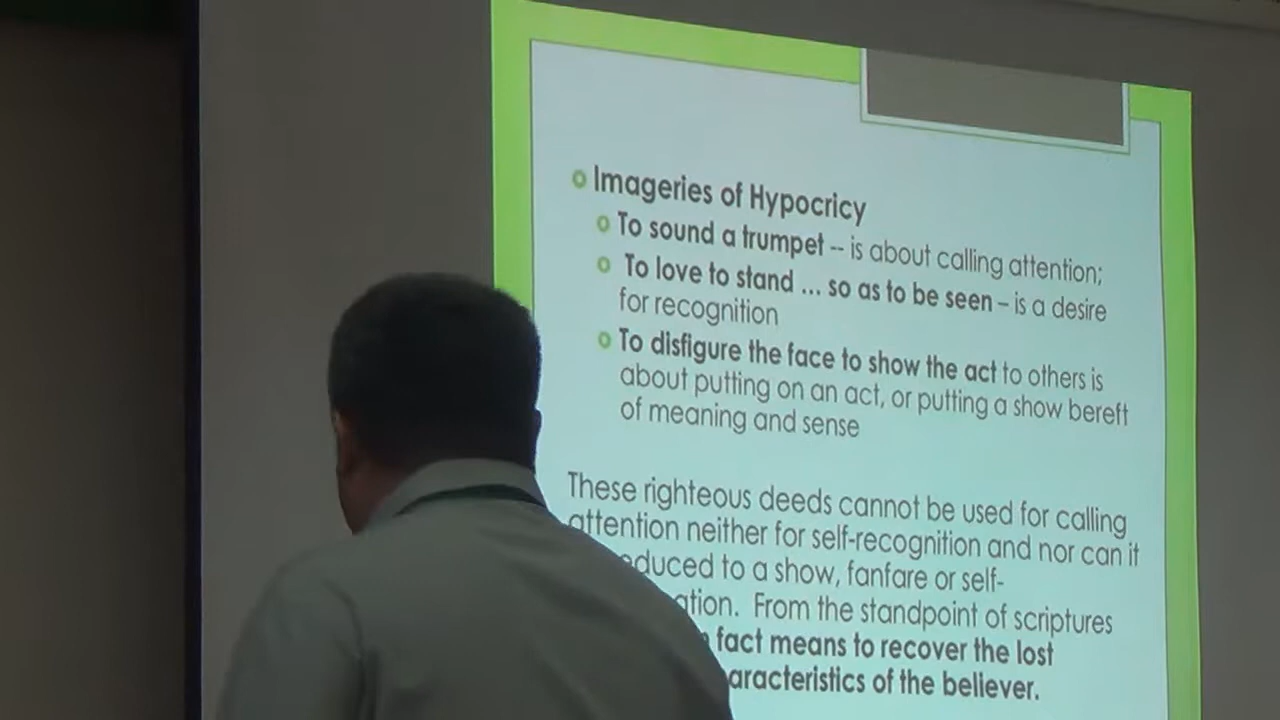 Imageries of Hypocricy
To sound a trumpet -- is about calling attention;
To love to stand ... so as to be seen – is a desire
for recognition
To disfigure the face to show the act to others is
about putting on an act, or putting a show bereft
of meaning and sense
These righteous deeds cannot be used for calling
attention neither for self-recognition and nor can it
to a show, fanfare or self-
From the standpoint of scriptures
fact means to recover the lost
of the believer.